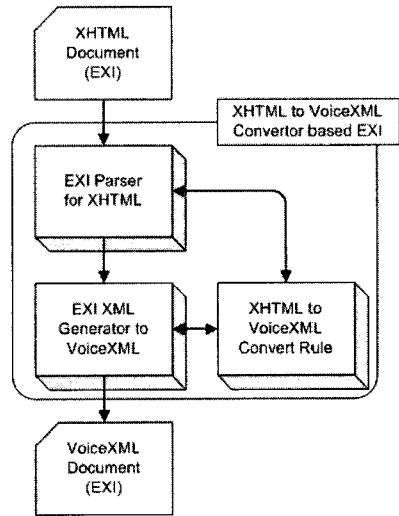 XHTML
Document
(EXI)
XHTML to VoiceXML
Convertor based EXI
EXI Parser
for XHTML
EXI XML
Generator to
VoiceXML
XHTML to
VoiceXML
Convert Rule
VoiceXML
Document
(EXI)